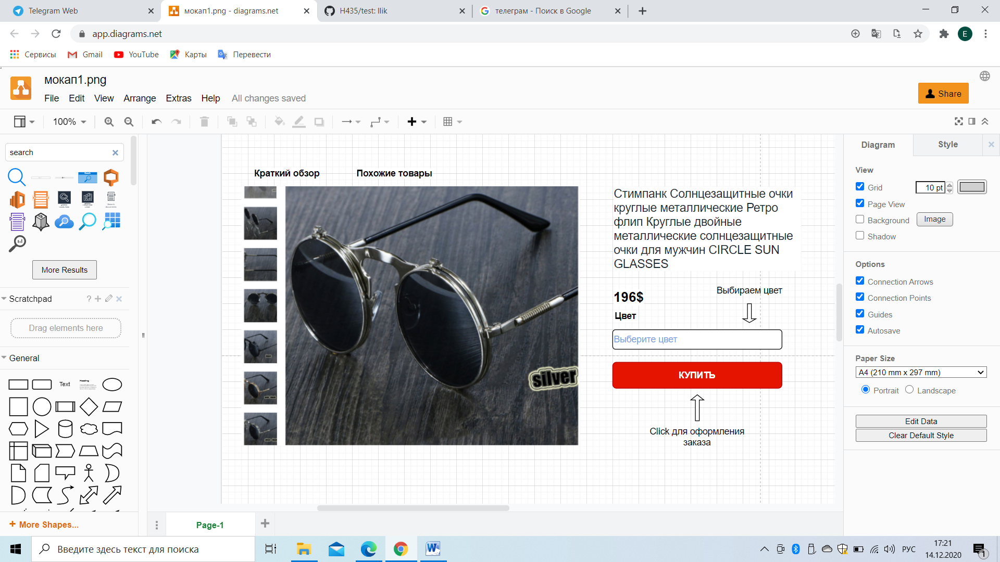 Telegram Web
мокап1.png - diagrams.net
H435/test: llik
телеграм - Поиск в Google
app.diagrams.net
E
Сервисы
Gmail
YouTube
Карты
Перевести
мокап1.png
File Edit View Arrange Extras Help All changes saved
Share
100%
search
More Results
Scratchpad
?
Drag elements here
General
Text
Heading
More Shapes...
Краткий обзор
Похожие товары
silver
Стимпанк Солнцезащитные очки
круглые металлические Ретро
флип Круглые двойные
металлические солнцезащитные
очки для мужчин CIRCLE SUN
GLASSES
Выбираем цвет
196$
Цвет
Выберите цвет
КУПИТЬ
Click для оформления
заказа
Page-1
Diagram
Style
View
Grid
10 pt
Page View
Background
Image
Shadow
Options
Connection Arrows
Connection Points
Guides
Autosave
Paper Size
A4 (210 mm x 297 mm)
Portrait
Landscape
Edit Data
Clear Default Style
Введите здесь текст для поиска
РУС
17:21
14.12.2020
1